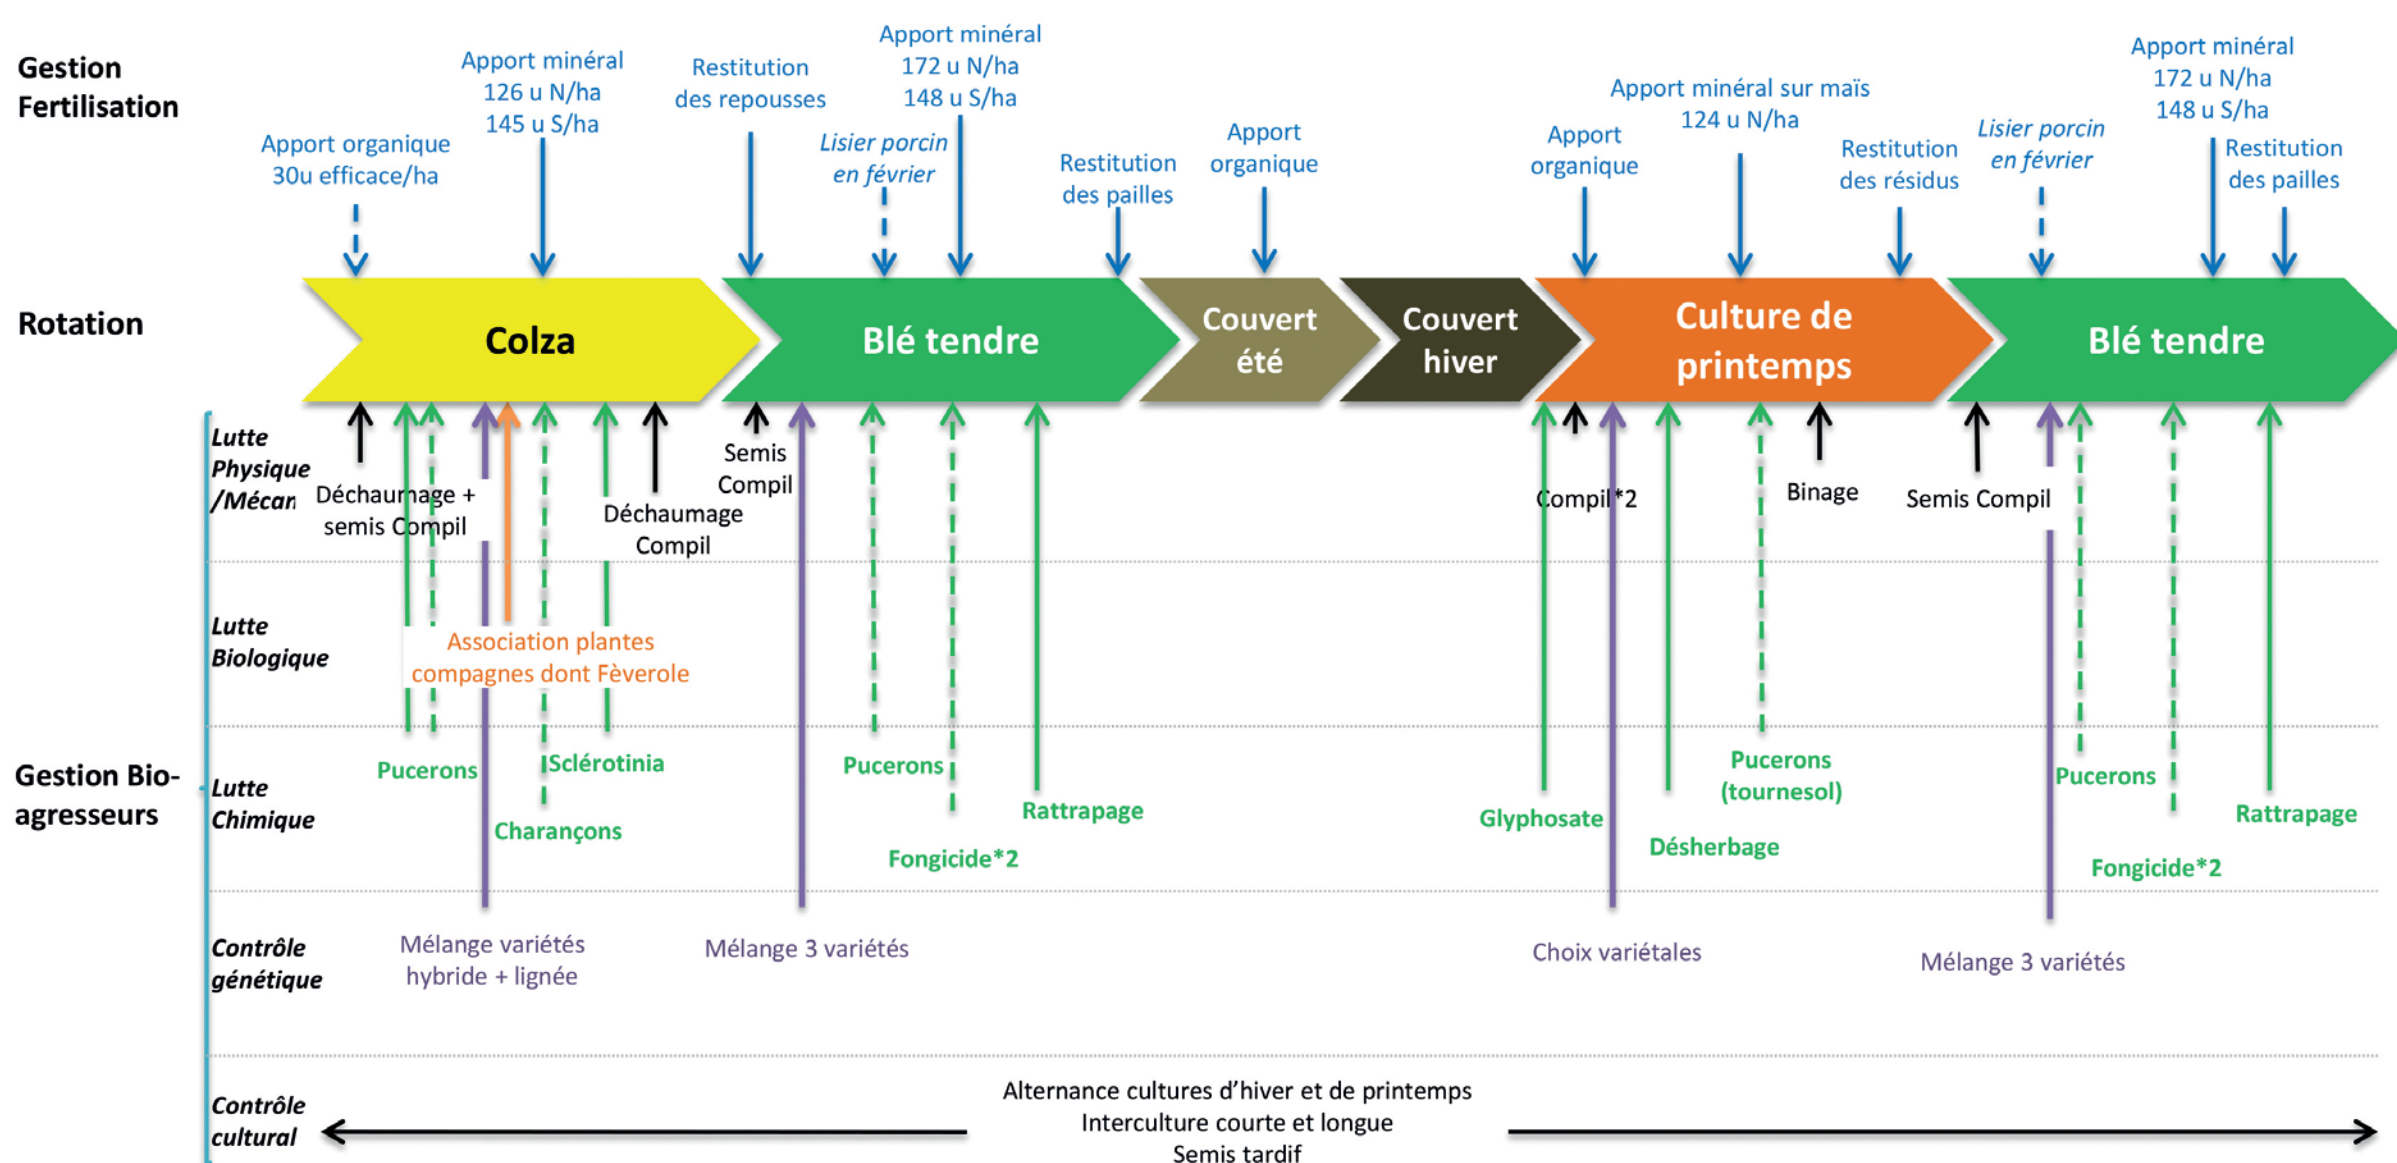 Gestion
Fertilisation
Apport organique
30u efficace/ha
Apport minéral
126 u N/ha
145 u S/ha
Restitution
des repousses
Lisier porcin
en février
Apport minéral
172 u N/ha
148 u S/ha
Restitution
des pailles
Apport
organique
Apport
organique
Apport minéral sur maïs
124 u N/ha
Restitution
des résidus
Lisier porcin
en février
Apport minéral
172 u N/ha
148 u S/ha
Restitution
des pailles
Rotation
Colza
Blé tendre
Couvert
été
Couvert
hiver
Culture de
printemps
Blé tendre
Gestion Bio-
agresseurs
Lutte
Physique
/Mécan
Déchaumage +
semis Compil
Déchaumage
Compil
Semis
Compil
Compil*2
Binage
Semis Compil
Lutte
Biologique
Association plantes
compagnes dont Fèverole
Lutte
Chimique
Pucerons
Charançons
Sclérotinia
Pucerons
Fongicide*2
Rattrapage
Glyphosate
Désherbage
Pucerons
(tournesol)
Pucerons
Fongicide*2
Rattrapage
Contrôle
génétique
Mélange variétés
hybride + lignée
Mélange 3 variétés
Choix variétales
Mélange 3 variétés
Contrôle
cultural
Alternance cultures d'hiver et de printemps
Interculture courte et longue
Semis tardif